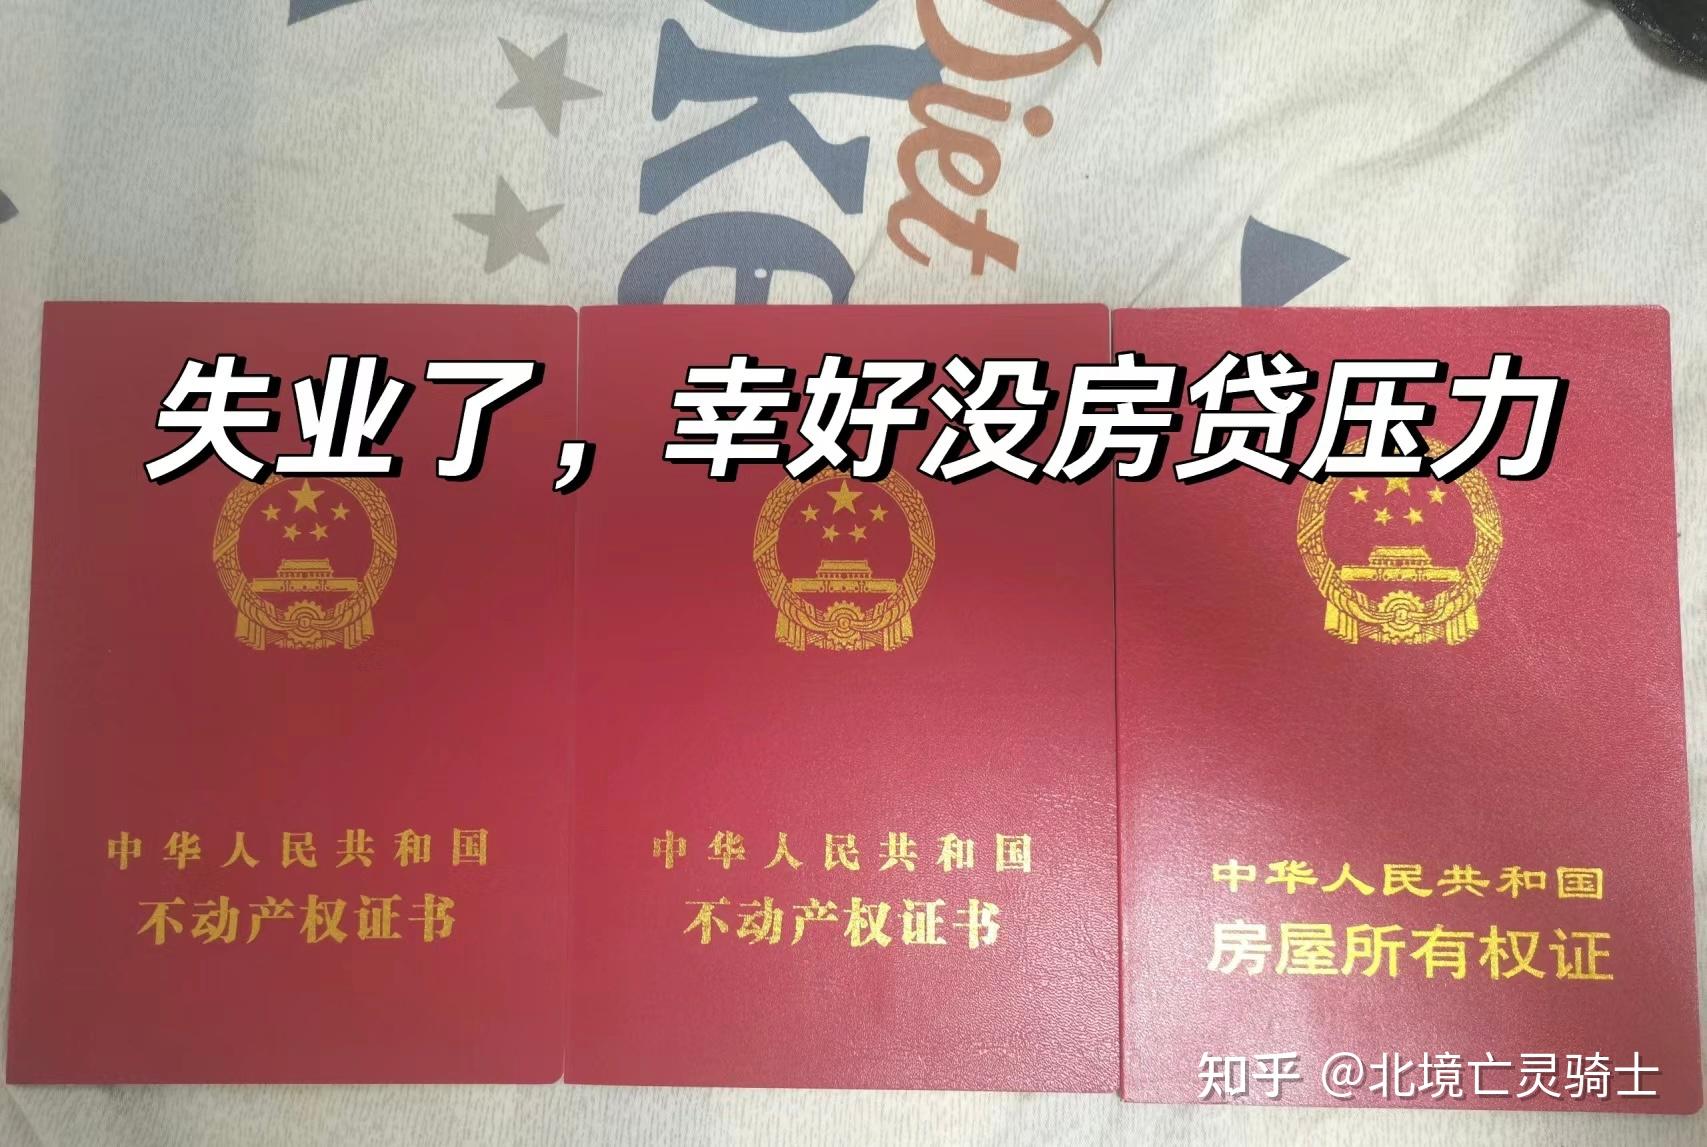 oke
Diet
失业了，幸好没房贷压力
中华人民共和国
不动产权证书
中华人民共和国
不动产权证书
中华人民共和国
房屋所有权证
知乎 @北境亡灵骑士